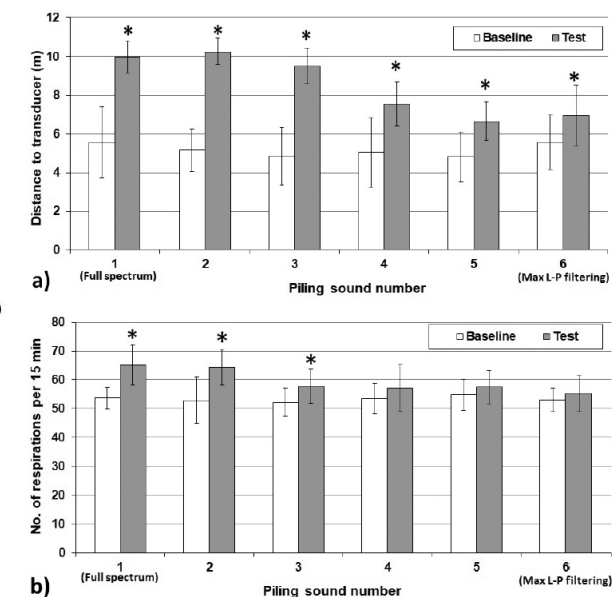 12
10
8
6
4
2
0
Distance to transducer (m)
Baseline Test
* * * * * *
1 2 3 4 5 6
(Full spectrum) (Max L-P filtering)
Piling sound number
a)
80
70
60
50
40
30
20
10
0
No. of respirations per 15 min
Baseline Test
* * *
1 2 3 4 5 6
(Full spectrum) (Max L-P filtering)
Piling sound number
b)